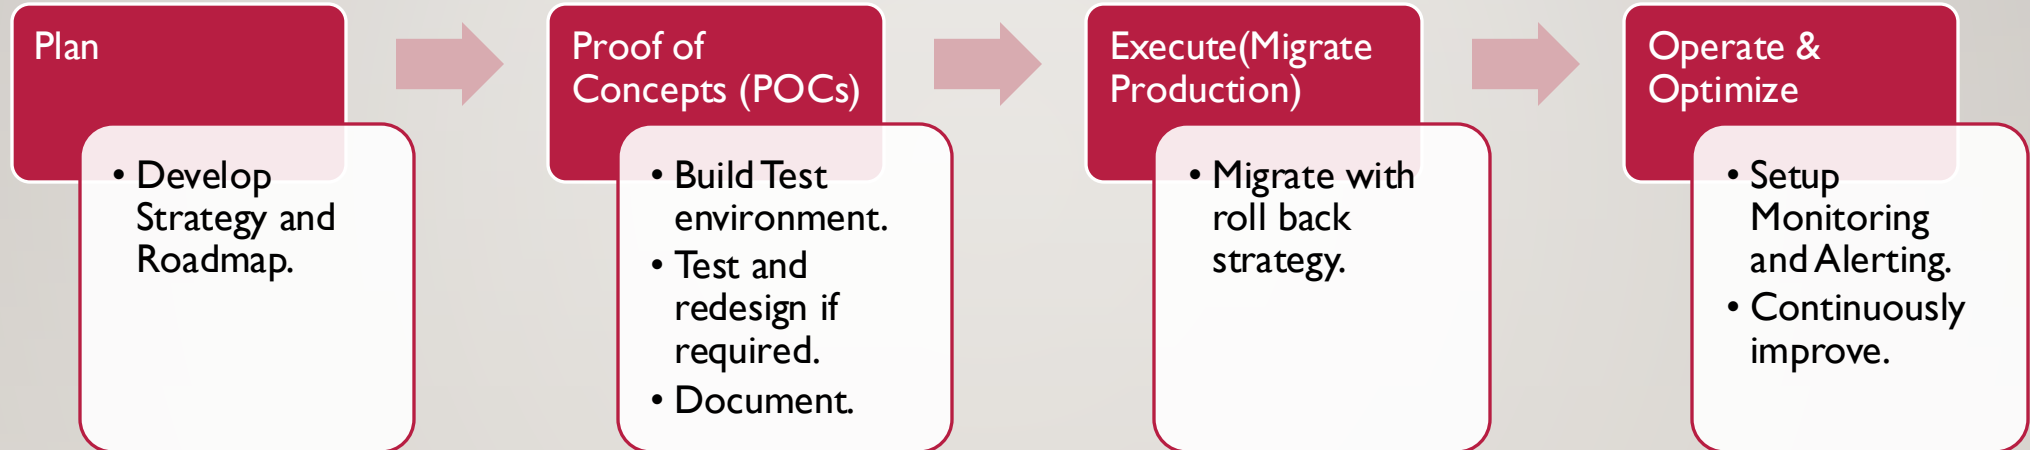 Plan
• Develop
Strategy and
Roadmap.
Proof of
Concepts (POCs)
• Build Test
environment.
• Test and
redesign if
required.
• Document.
Execute(Migrate
Production)
• Migrate with
roll back
strategy.
Operate &
Optimize
• Setup
Monitoring
and Alerting.
• Continuously
improve.